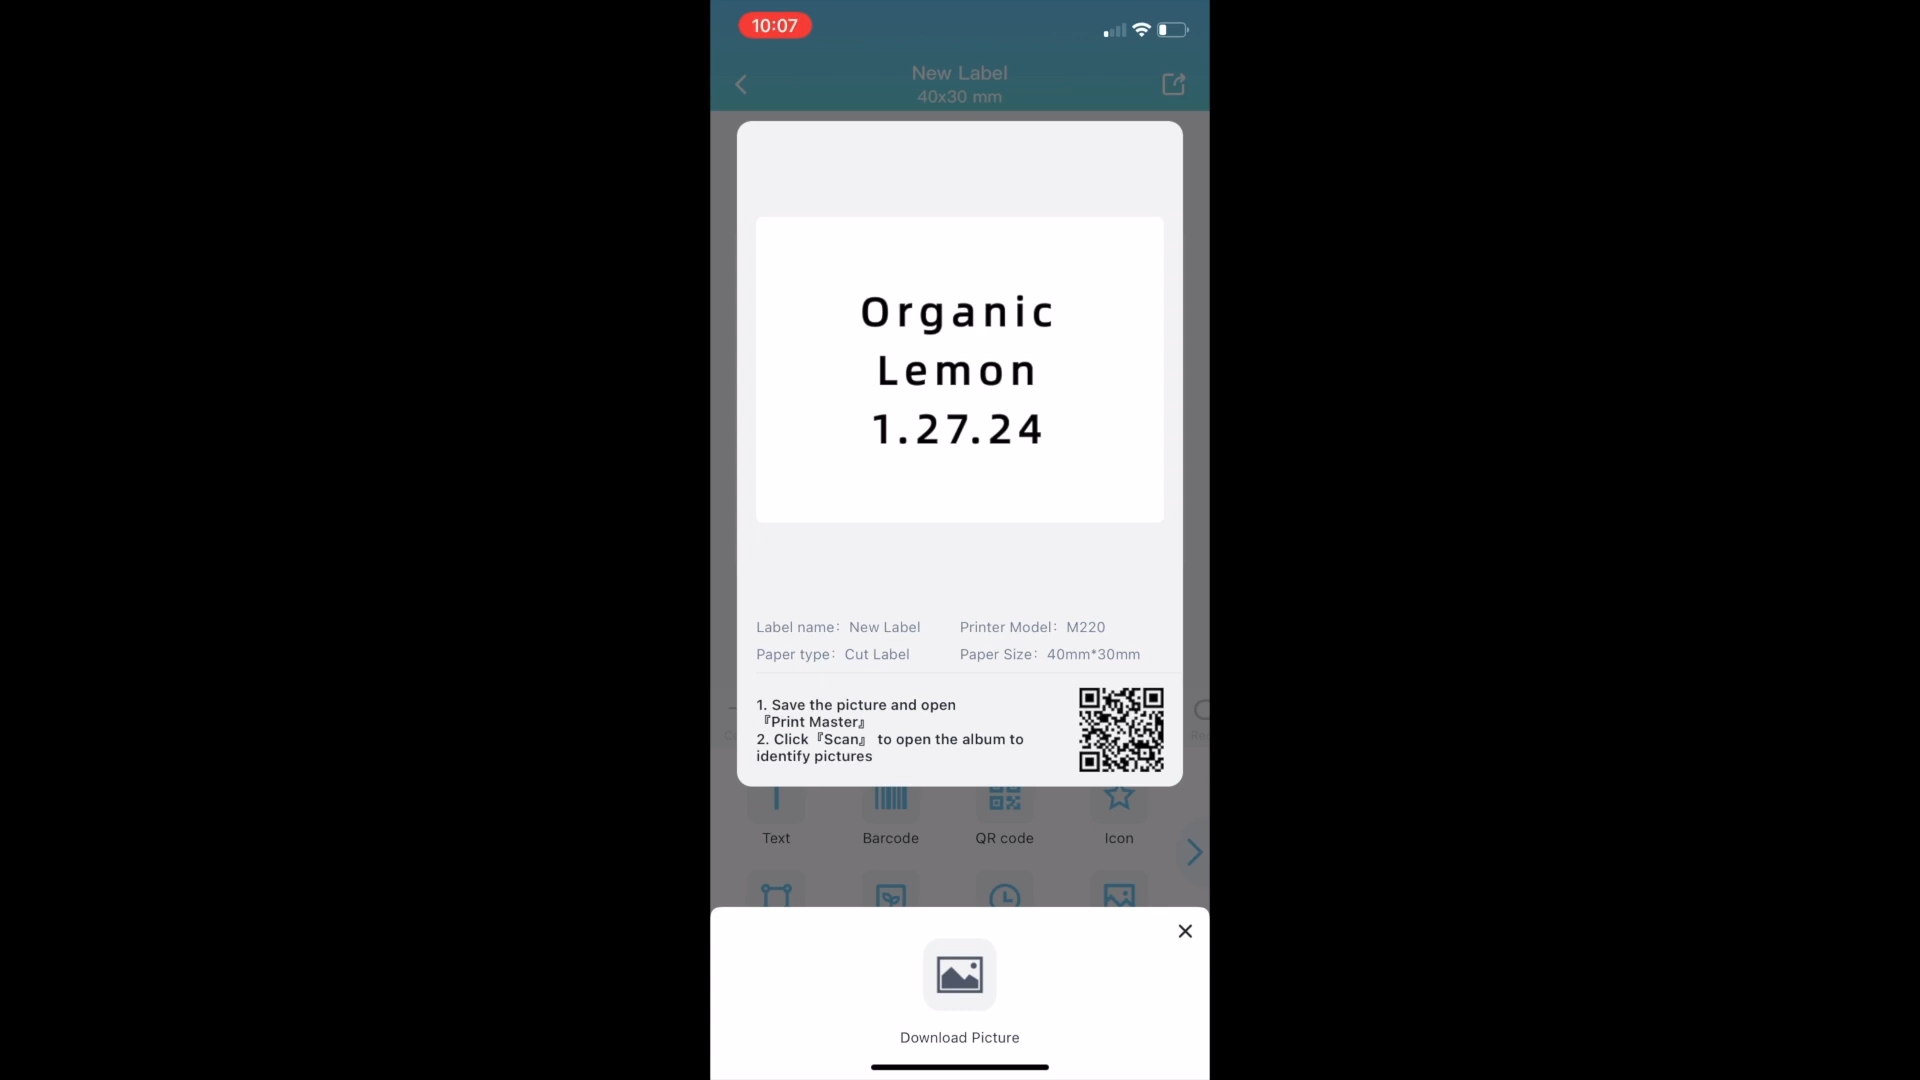 10:07
New Label
40x30 mm
Organic
Lemon
1.27.24
Label name: New Label
Printer Model: M220
Paper type: Cut Label
Paper Size: 40mm*30mm
1. Save the picture and open
『Print Master』
2. Click『Scan』 to open the album to
identify pictures
Text
Barcode
QR code
Icon
Download Picture